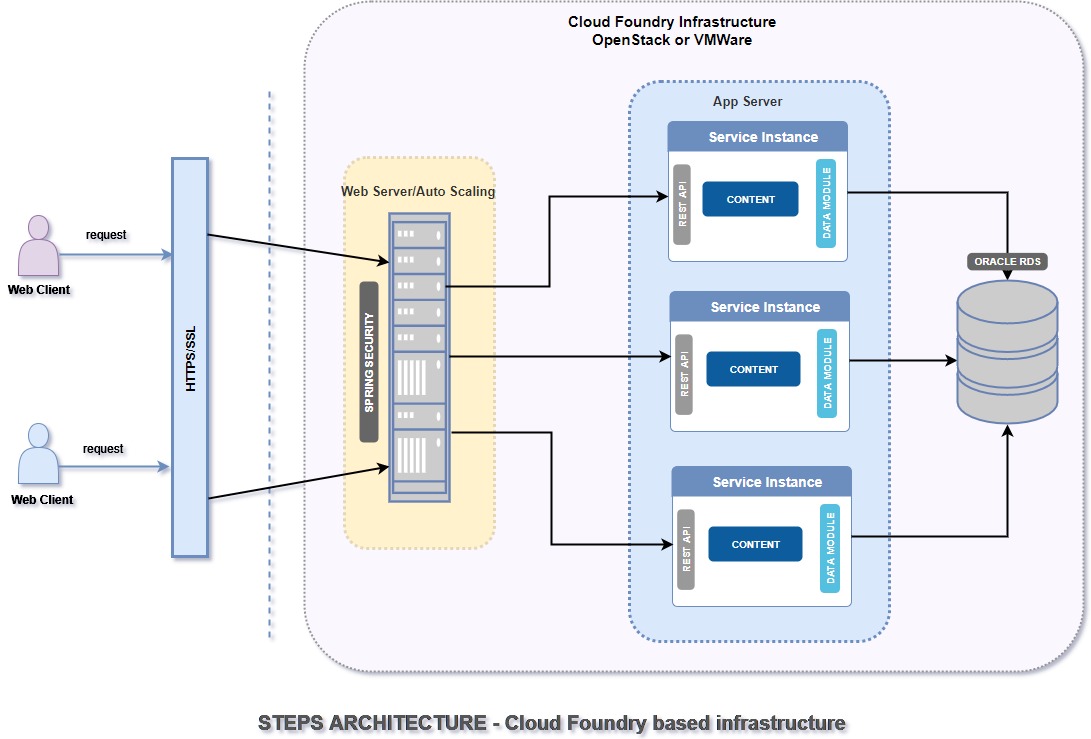 Cloud Foundry Infrastructure
OpenStack or VMWare
App Server
Service Instance
REST API
CONTENT
DATA MODULE
Web Server/Auto Scaling
request
Web Client
HTTPS/SSL
SPRING SECURITY
ORACLE RDS
Service Instance
REST API
CONTENT
DATA MODULE
request
Web Client
Service Instance
REST API
CONTENT
DATA MODULE
STEPS ARCHITECTURE - Cloud Foundry based infrastructure